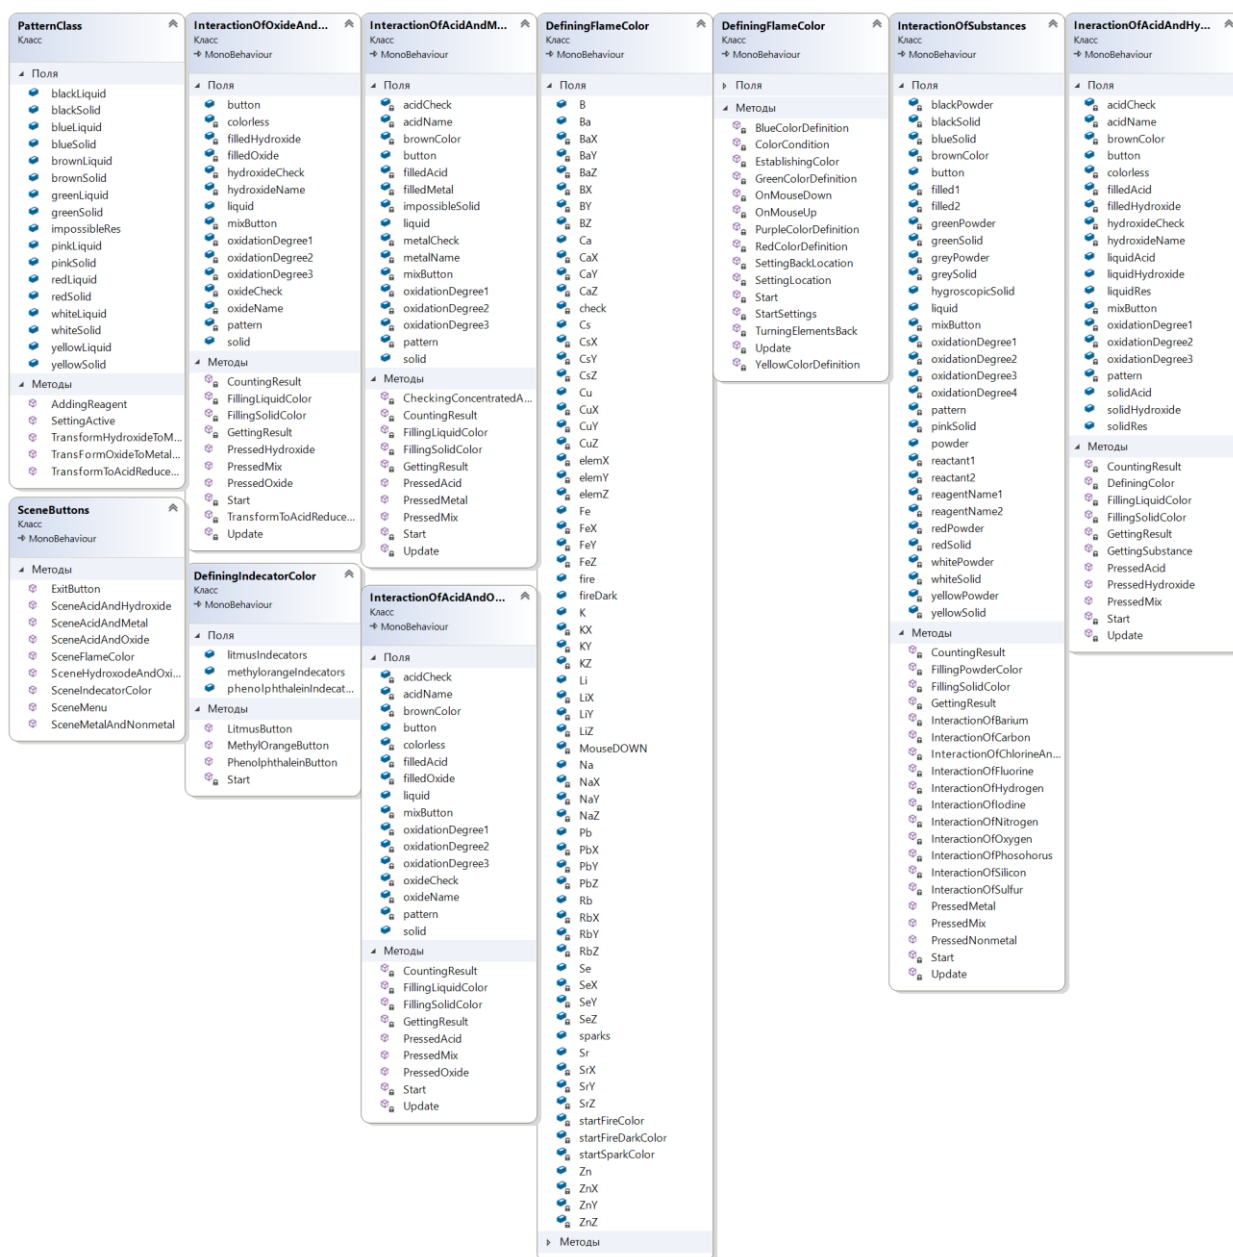 PatternClass
Класс
Поля
blackLiquid
blackSolid
blueLiquid
blueSolid
brownLiquid
brownSolid
greenLiquid
greenSolid
impossibleRes
pinkLiquid
pinkSolid
redLiquid
redSolid
whiteLiquid
whiteSolid
yellowLiquid
yellowSolid
Методы
AddingReagent
SettingActive
TransformHydroxideToM...
TransFormOxideToMetal...
TransformToAcidReduce...
SceneButtons
Класс
MonoBehaviour
Методы
ExitButton
SceneAcidAndHydroxide
SceneAcidAndMetal
SceneAcidAndOxide
SceneFlameColor
SceneHydroxodeAndOxi...
SceneIndecatorColor
SceneMenu
SceneMetalAndNonmetal
InteractionOfOxideAnd...
Класс
MonoBehaviour
Поля
button
colorless
filledHydroxide
filledOxide
hydroxideCheck
hydroxideName
liquid
mixButton
oxidationDegree1
oxidationDegree2
oxidationDegree3
oxideCheck
oxideName
pattern
solid
Методы
CountingResult
FillingLiquidColor
FillingSolidColor
GettingResult
PressedHydroxide
PressedMix
PressedOxide
Start
TransformToAcidReduce...
Update
DefiningIndecatorColor
Класс
MonoBehaviour
Поля
litmusIndecators
methylorangeIndecators
phenolphthaleinIndecat...
Методы
LitmusButton
MethylOrangeButton
PhenolphthaleinButton
Start
InteractionOfAcidAndM...
Класс
MonoBehaviour
Поля
acidCheck
acidName
brownColor
button
filledAcid
filledMetal
impossibleSolid
liquid
metalCheck
metalName
mixButton
oxidationDegree1
oxidationDegree2
oxidationDegree3
pattern
solid
Методы
CheckingConcentratedA...
CountingResult
FillingLiquidColor
FillingSolidColor
GettingResult
PressedAcid
PressedMetal
PressedMix
Start
Update
InteractionOfAcidAndO...
Класс
MonoBehaviour
Поля
acidCheck
acidName
brownColor
button
colorless
filledAcid
filledOxide
liquid
mixButton
oxidationDegree1
oxidationDegree2
oxidationDegree3
oxideCheck
oxideName
pattern
solid
Методы
CountingResult
FillingLiquidColor
FillingSolidColor
GettingResult
PressedAcid
PressedMix
PressedOxide
Start
Update
DefiningFlameColor
Класс
MonoBehaviour
Поля
B
Ba
BaX
BaY
BaZ
BX
BY
BZ
Ca
CaX
CaY
CaZ
check
Cs
CsX
CsY
CsZ
Cu
CuX
CuY
CuZ
elemX
elemY
elemZ
Fe
FeX
FeY
FeZ
fire
fireDark
K
KX
KY
KZ
Li
LiX
LiY
LiZ
MouseDOWN
Na
NaX
NaY
NaZ
Pb
PbX
PbY
PbZ
Rb
RbX
RbY
RbZ
Se
SeX
SeY
SeZ
sparks
Sr
SrX
SrY
SrZ
startFireColor
startFireDarkColor
startSparkColor
Zn
ZnX
ZnY
ZnZ
Методы
DefiningFlameColor
Класс
MonoBehaviour
Поля
Методы
BlueColorDefinition
ColorCondition
EstablishingColor
GreenColorDefinition
OnMouseDown
OnMouseUp
PurpleColorDefinition
RedColorDefinition
SettingBackLocation
SettingLocation
Start
StartSettings
TurningElementsBack
Update
YellowColorDefinition
InteractionOfSubstances
Класс
MonoBehaviour
Поля
blackPowder
blackSolid
blueSolid
brownColor
button
filled1
filled2
greenPowder
greenSolid
greyPowder
greySolid
hygroscopicSolid
liquid
mixButton
oxidationDegree1
oxidationDegree2
oxidationDegree3
oxidationDegree4
pattern
pinkSolid
powder
reactant1
reactant2
reagentName1
reagentName2
redPowder
redSolid
whitePowder
whiteSolid
yellowPowder
yellowSolid
Методы
CountingResult
FillingPowderColor
FillingSolidColor
GettingResult
InteractionOfBarium
InteractionOfCarbon
InteractionOfChlorineAn...
InteractionOfFluorine
InteractionOfHydrogen
InteractionOfIodine
InteractionOfNitrogen
InteractionOfOxygen
InteractionOfPhosohorus
InteractionOfSilicon
InteractionOfSulfur
PressedMetal
PressedMix
PressedNonmetal
Start
Update
IneractionOfAcidAndHy...
Класс
MonoBehaviour
Поля
acidCheck
acidName
brownColor
button
colorless
filledAcid
filledHydroxide
hydroxideCheck
hydroxideName
liquidAcid
liquidHydroxide
liquidRes
mixButton
oxidationDegree1
oxidationDegree2
oxidationDegree3
pattern
solidAcid
solidHydroxide
solidRes
Методы
CountingResult
DefiningColor
FillingLiquidColor
FillingSolidColor
GettingResult
GettingSubstance
PressedAcid
PressedHydroxide
PressedMix
Start
Update